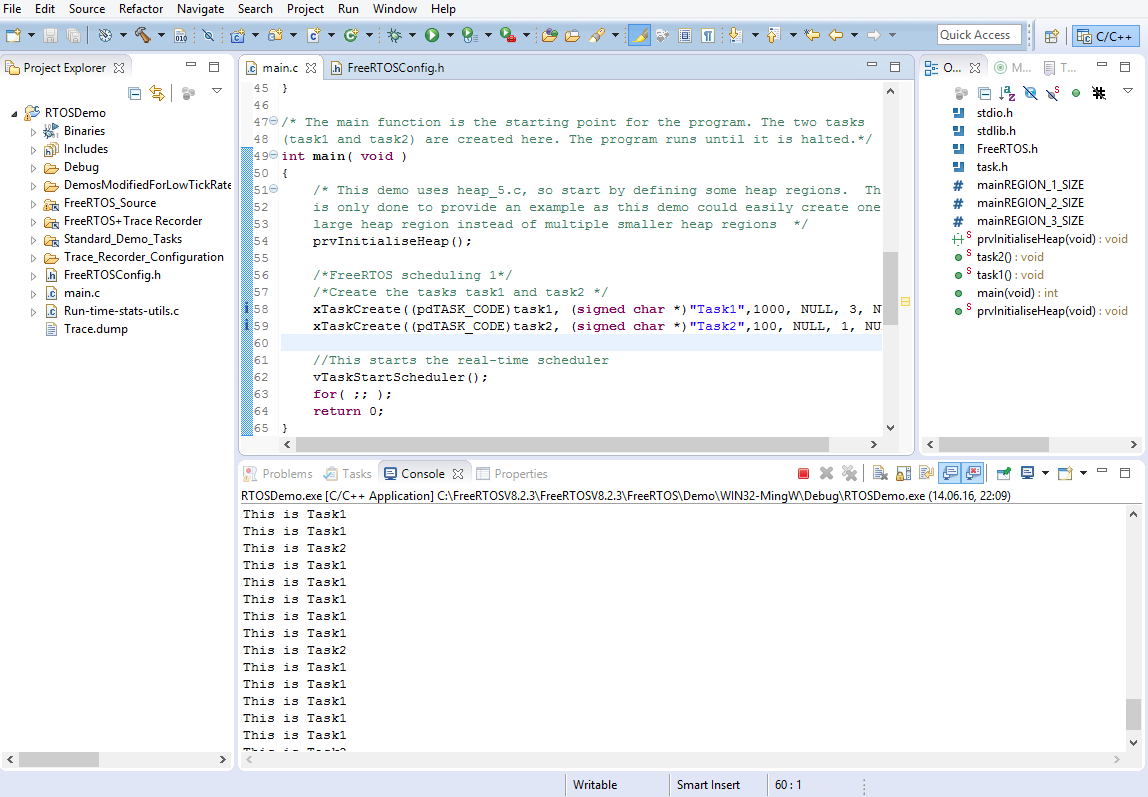 File Edit Source Refactor Navigate Search Project Run Window Help
Quick Access
C/C++
Project Explorer
RTOSDemo
Binaries
Includes
Debug
DemosModifiedForLowTickRate
FreeRTOS_Source
FreeRTOS+Trace Recorder
Standard_Demo_Tasks
Trace_Recorder_Configuration
FreeRTOSConfig.h
main.c
Run-time-stats-utils.c
Trace.dump
main.c FreeRTOSConfig.h
45 }
46
47 /* The main function is the starting point for the program. The two tasks
48 (task1 and task2) are created here. The program runs until it is halted.*/
49 int main( void )
50 {
51 /* This demo uses heap_5.c, so start by defining some heap regions. Th
52 is only done to provide an example as this demo could easily create one
53 large heap region instead of multiple smaller heap regions */
54 prvInitialiseHeap();
55
56 /*FreeRTOS scheduling 1*/
57 /*Create the tasks task1 and task2 */
58 xTaskCreate((pdTASK_CODE)task1, (signed char *)"Task1",1000, NULL, 3, N
59 xTaskCreate((pdTASK_CODE)task2, (signed char *)"Task2",100, NULL, 1, NU
60
61 //This starts the real-time scheduler
62 vTaskStartScheduler();
63 for( ;; );
64 return 0;
65 }
O... M... T...
stdio.h
stdlib.h
FreeRTOS.h
task.h
mainREGION_1_SIZE
mainREGION_2_SIZE
mainREGION_3_SIZE
prvInitialiseHeap(void) : void
task2() : void
task1() : void
main(void) : int
prvInitialiseHeap(void) : void
Problems Tasks Console Properties
RTOSDemo.exe [C/C++ Application] C:\FreeRTOSV8.2.3\FreeRTOSV8.2.3\FreeRTOS\Demo\WIN32-MingW\Debug\RTOSDemo.exe (14.06.16, 22:09)
This is Task1
This is Task1
This is Task2
This is Task1
This is Task1
This is Task1
This is Task1
This is Task1
This is Task2
This is Task1
This is Task1
This is Task1
This is Task1
This is Task1
This is Task2
Writable Smart Insert 60 : 1